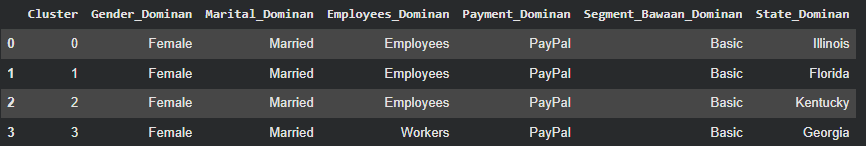 Cluster Gender_Dominan Marital_Dominan Employees_Dominan Payment_Dominan Segment_Bawaan_Dominan State_Dominan
0 0 Female Married Employees PayPal Basic Illinois
1 1 Female Married Employees PayPal Basic Florida
2 2 Female Married Employees PayPal Basic Kentucky
3 3 Female Married Workers PayPal Basic Georgia